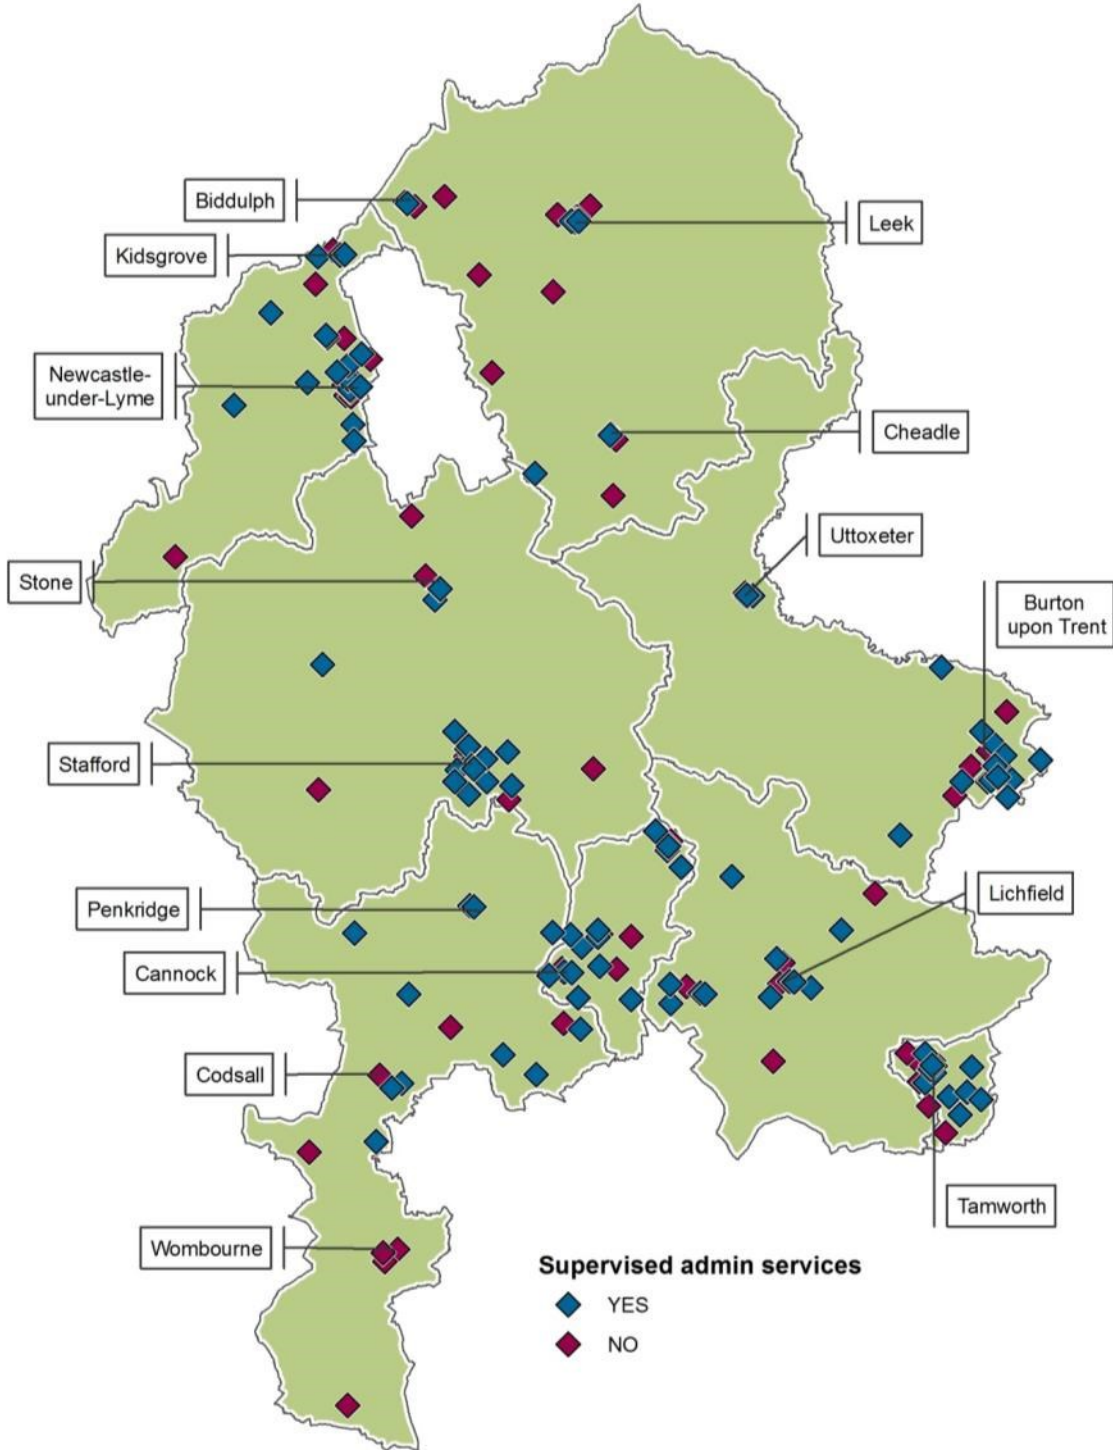 Biddulph
Leek
Kidsgrove
Newcastle-
under-Lyme
Cheadle
Uttoxeter
Stone
Burton
upon Trent
Stafford
Lichfield
Penkridge
Cannock
Codsall
Tamworth
Wombourne
Supervised admin services
YES
NO